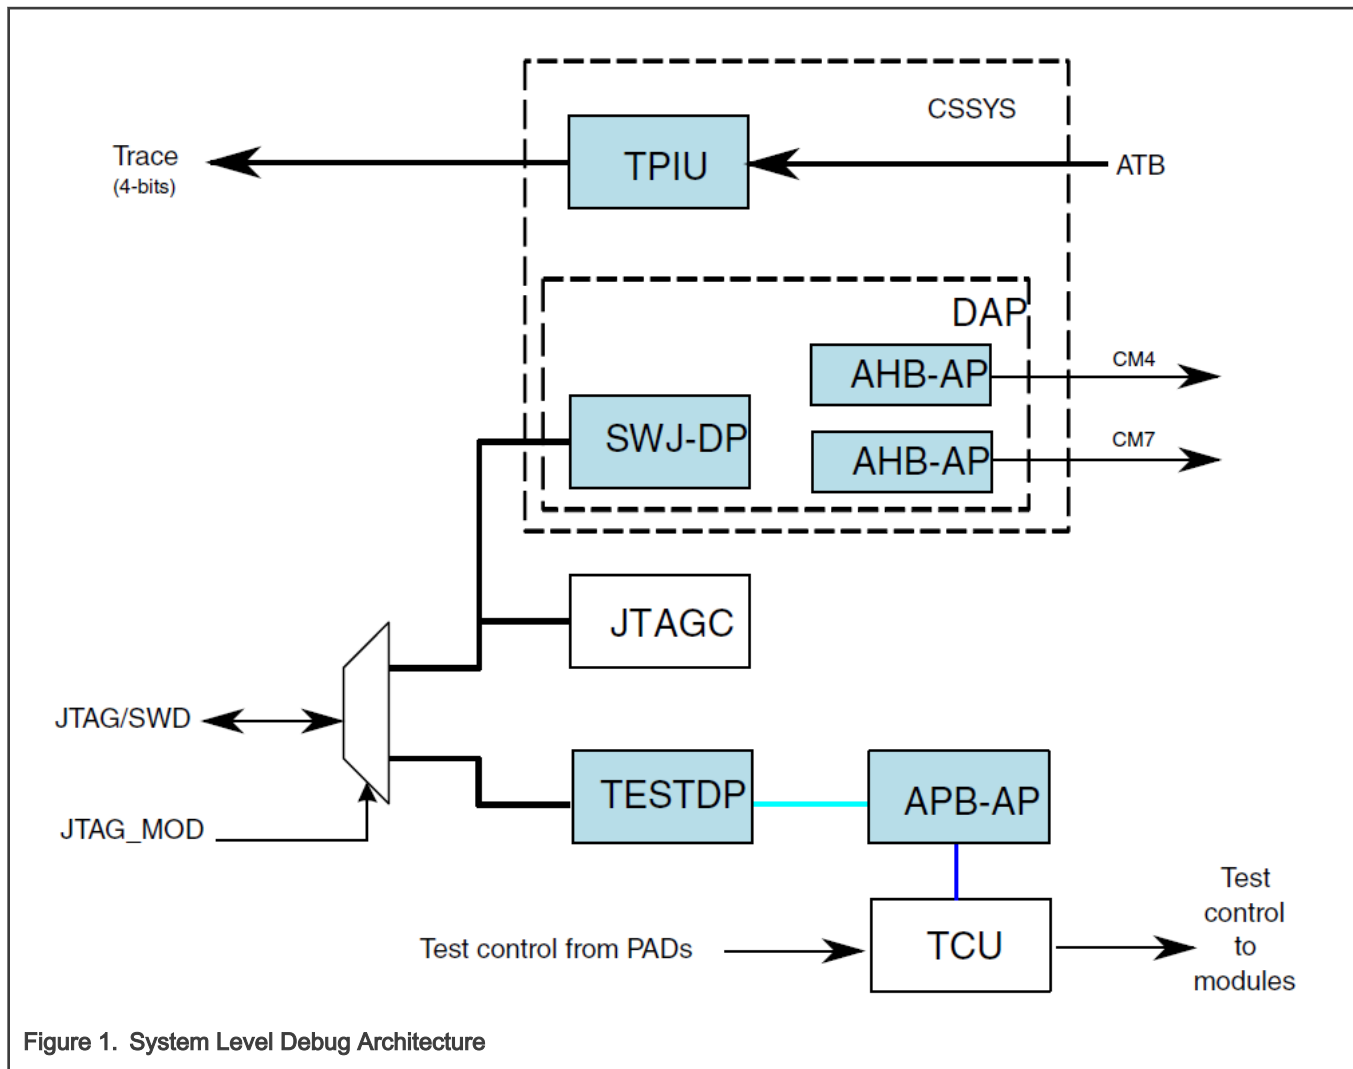 CSSYS
Trace
(4-bits)
TPIU
ATB
DAP
AHB-AP
CM4
SWJ-DP
AHB-AP
CM7
JTAGC
JTAG/SWD
JTAG_MOD
TESTDP
APB-AP
Test control from PADs
TCU
Test
control
to
modules
Figure 1. System Level Debug Architecture